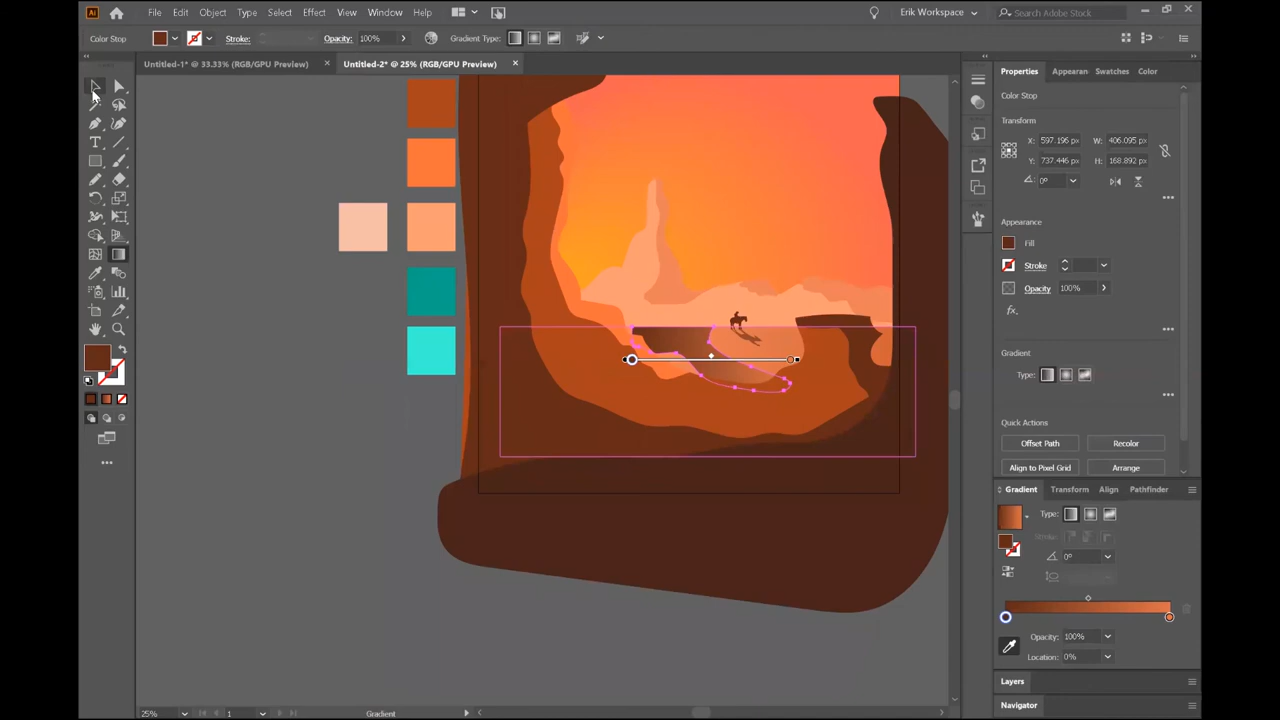 Ai File Edit Object Type Select Effect View Window Help Erik Workspace Search Adobe Stock
Color Stop Stroke: Opacity: 100% Gradient Type:
Untitled-1* @ 33.33% (RGB/GPU Preview) × Untitled-2* @ 25% (RGB/GPU Preview) ×
Properties Appearan Swatches Color
Color Stop
Transform
X: 597.196 px W: 406.095 px
Y: 737.446 px H: 168.892 px
0°
Appearance
Fill
Stroke
Opacity 100%
fx.
Gradient
Type:
Quick Actions
Offset Path Recolor
Align to Pixel Grid Arrange
Gradient Transform Align Pathfinder
Type:
Stroke:
0°
Opacity: 100%
Location: 0%
Layers
Navigator
25% 1 Gradient